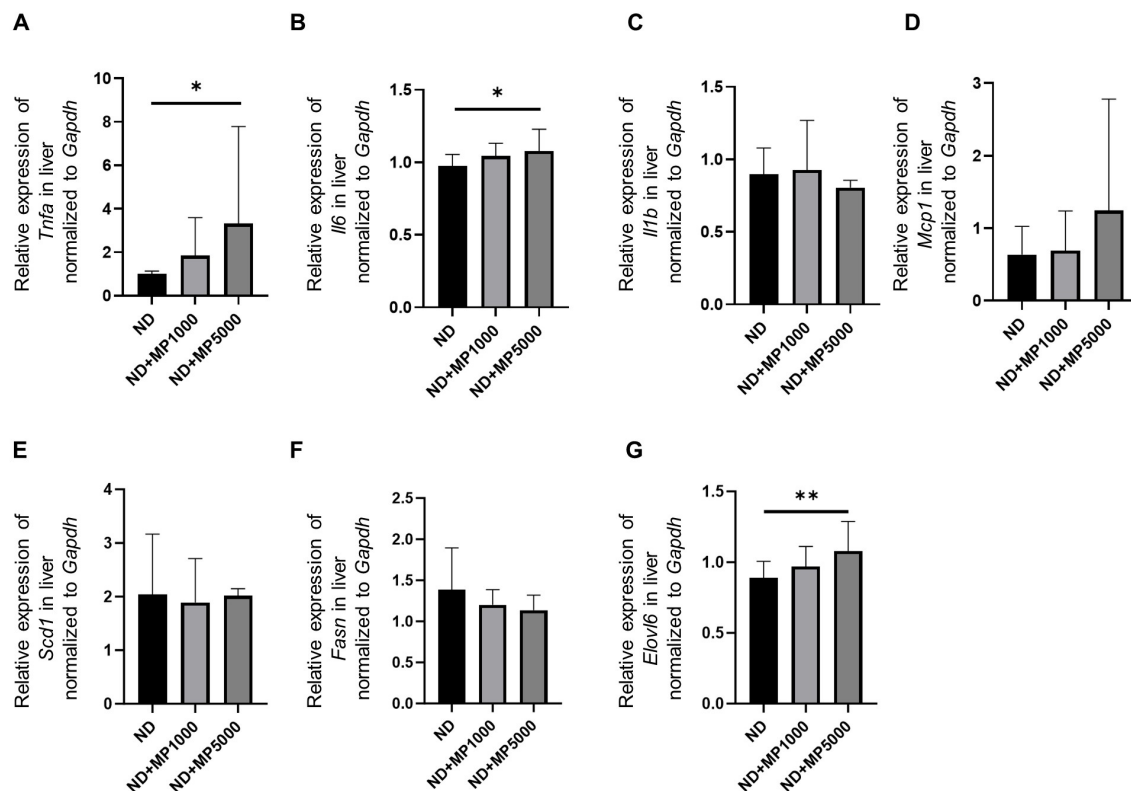 A
Relative expression of
Tnfa in liver
normalized to Gapdh
10
8
6
4
2
0
*
ND
ND+MP1000
ND+MP5000
B
Relative expression of
Il6 in liver
normalized to Gapdh
1.5
1.0
0.5
0.0
*
ND
ND+MP1000
ND+MP5000
C
Relative expression of
Il1b in liver
normalized to Gapdh
1.5
1.0
0.5
0.0
ND
ND+MP1000
ND+MP5000
D
Relative expression of
Mcp1 in liver
normalized to Gapdh
3
2
1
0
ND
ND+MP1000
ND+MP5000
E
Relative expression of
Scd1 in liver
normalized to Gapdh
4
3
2
1
0
ND
ND+MP1000
ND+MP5000
F
Relative expression of
Fasn in liver
normalized to Gapdh
2.5
2.0
1.5
1.0
0.5
0.0
ND
ND+MP1000
ND+MP5000
G
Relative expression of
Elovl6 in liver
normalized to Gapdh
1.5
1.0
0.5
0.0
**
ND
ND+MP1000
ND+MP5000